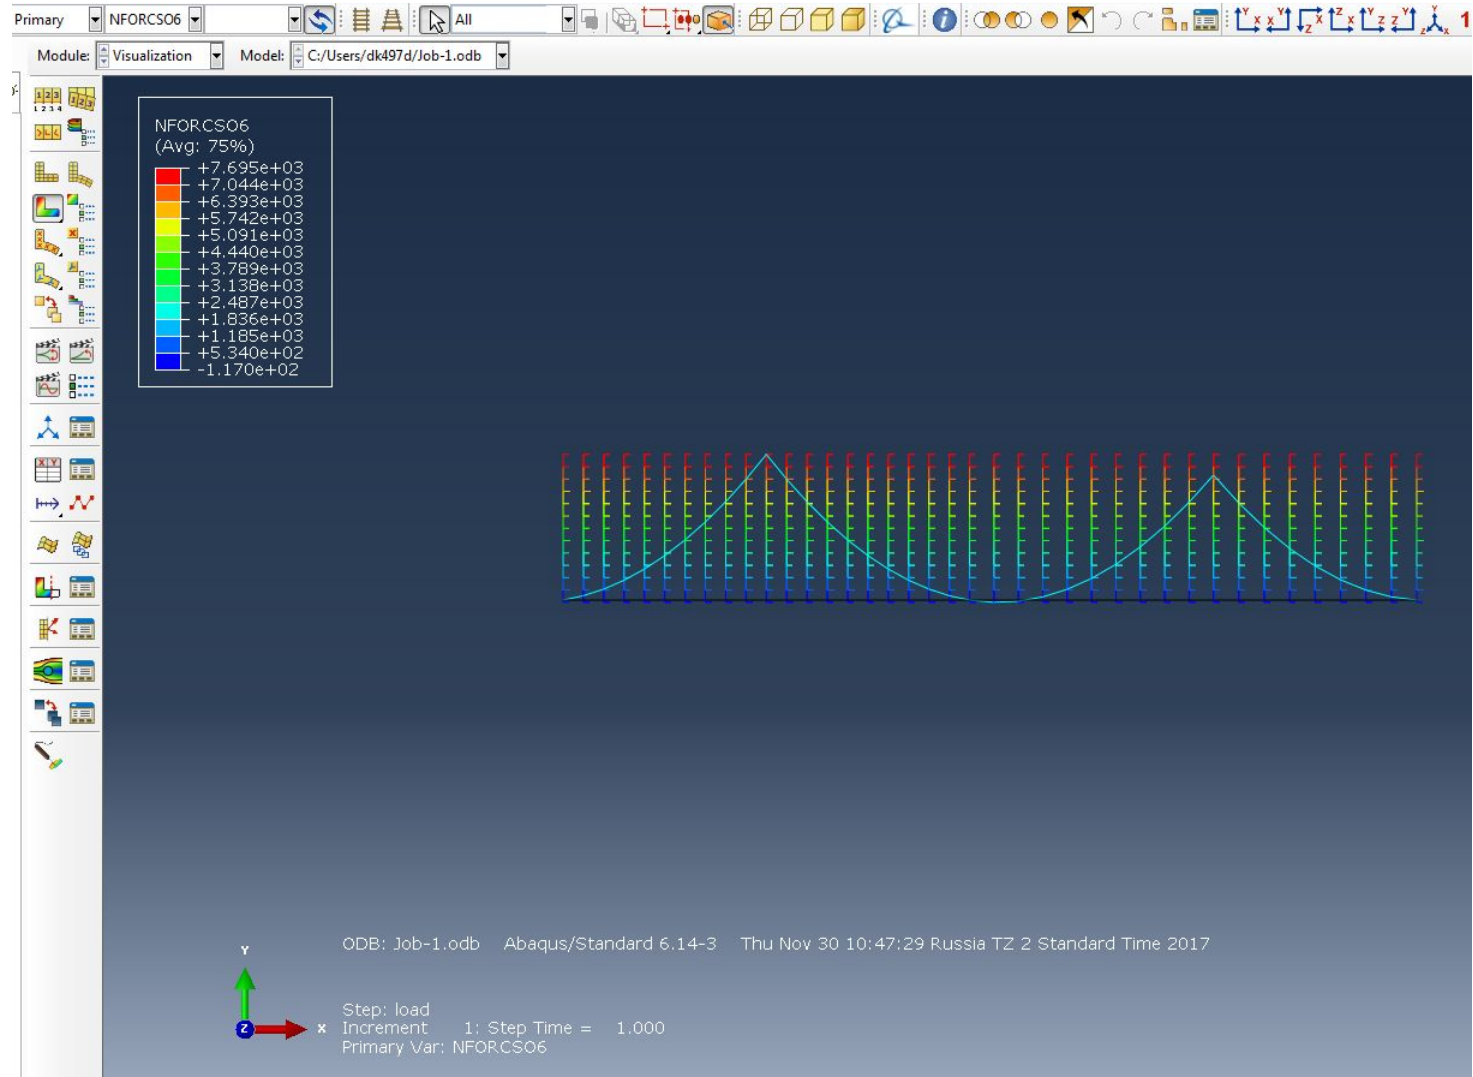 Primary NFORCSO6 All
Module: Visualization Model: C:/Users/dk497d/Job-1.odb
NFORCSO6
(Avg: 75%)
+7.695e+03
+7.044e+03
+6.393e+03
+5.742e+03
+5.091e+03
+4.440e+03
+3.789e+03
+3.138e+03
+2.487e+03
+1.836e+03
+1.185e+03
+5.340e+02
-1.170e+02
ODB: Job-1.odb Abaqus/Standard 6.14-3 Thu Nov 30 10:47:29 Russia TZ 2 Standard Time 2017
Y
Z
X
Step: load
Increment 1: Step Time = 1.000
Primary Var: NFORCSO6